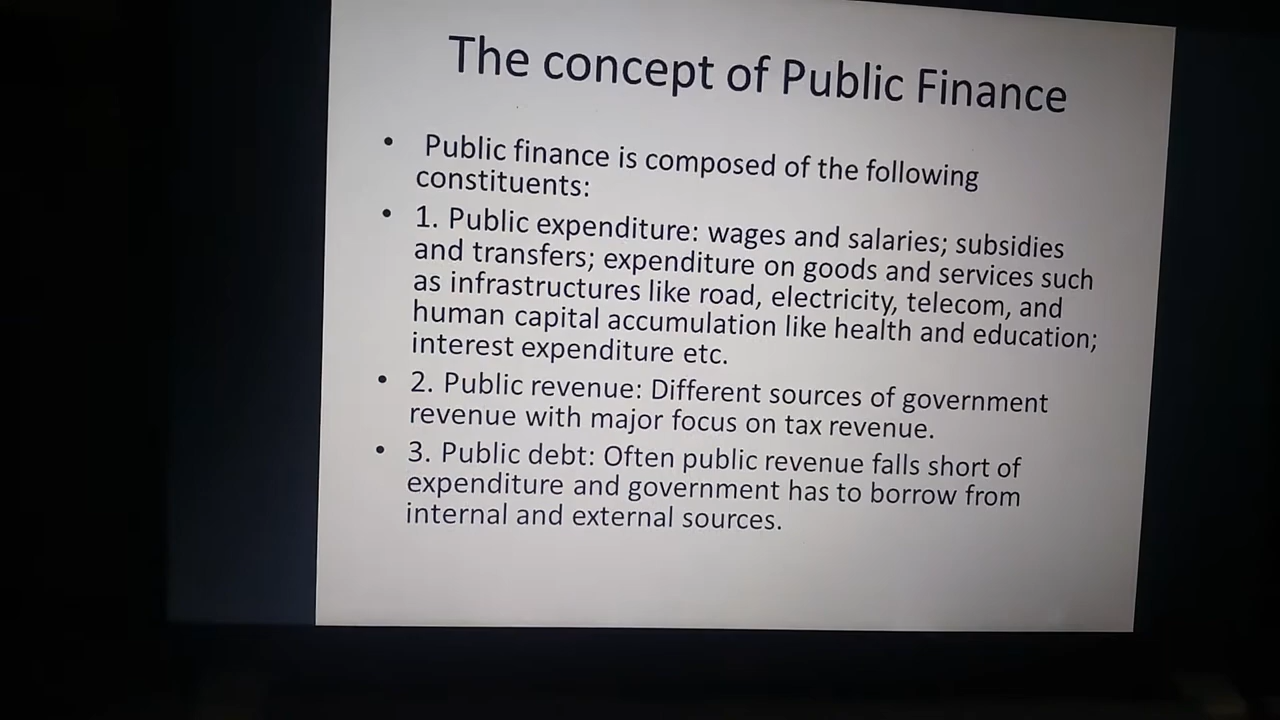 The concept of Public Finance
• Public finance is composed of the following
constituents:
• 1. Public expenditure: wages and salaries; subsidies
and transfers; expenditure on goods and services such
as infrastructures like road, electricity, telecom, and
human capital accumulation like health and education;
interest expenditure etc.
• 2. Public revenue: Different sources of government
revenue with major focus on tax revenue.
• 3. Public debt: Often public revenue falls short of
expenditure and government has to borrow from
internal and external sources.